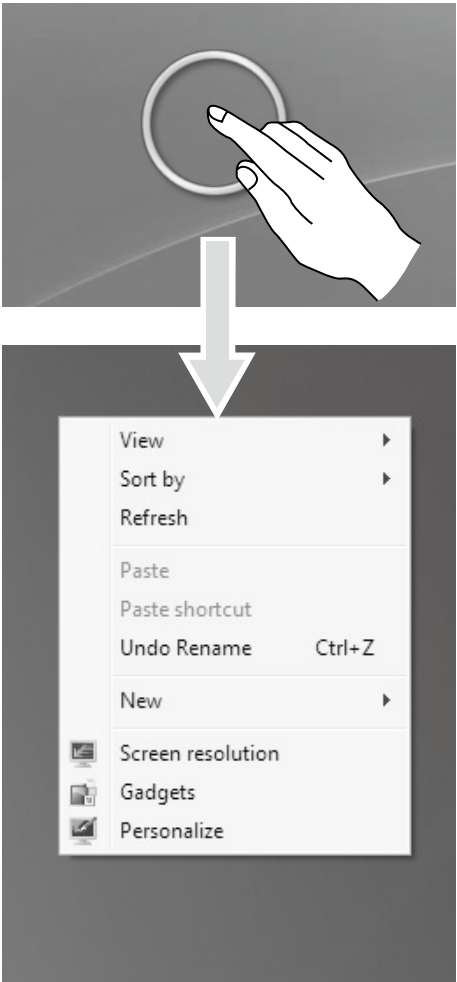 View
Sort by
Refresh
Paste
Paste shortcut
Undo Rename Ctrl+Z
New
Screen resolution
Gadgets
Personalize